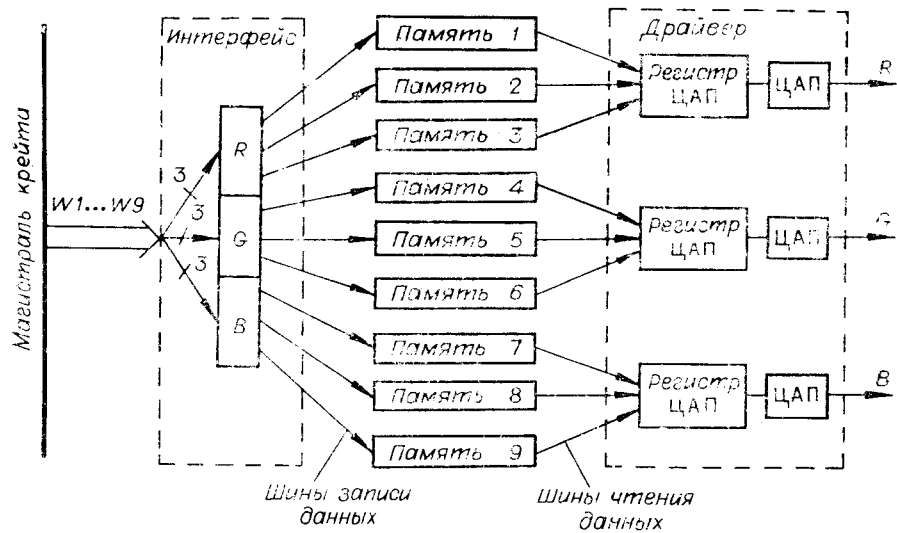 Магистраль крейти
W1...W9
Интерфейс
3
3
3
R
G
B
Память 1
Память 2
Память 3
Память 4
Память 5
Память 6
Память 7
Память 8
Память 9
Шины записи
данных
Шины чтения
данных
Драйвер
Регистр
ЦАП
ЦАП
R
Регистр
ЦАП
ЦАП
G
Регистр
ЦАП
ЦАП
B